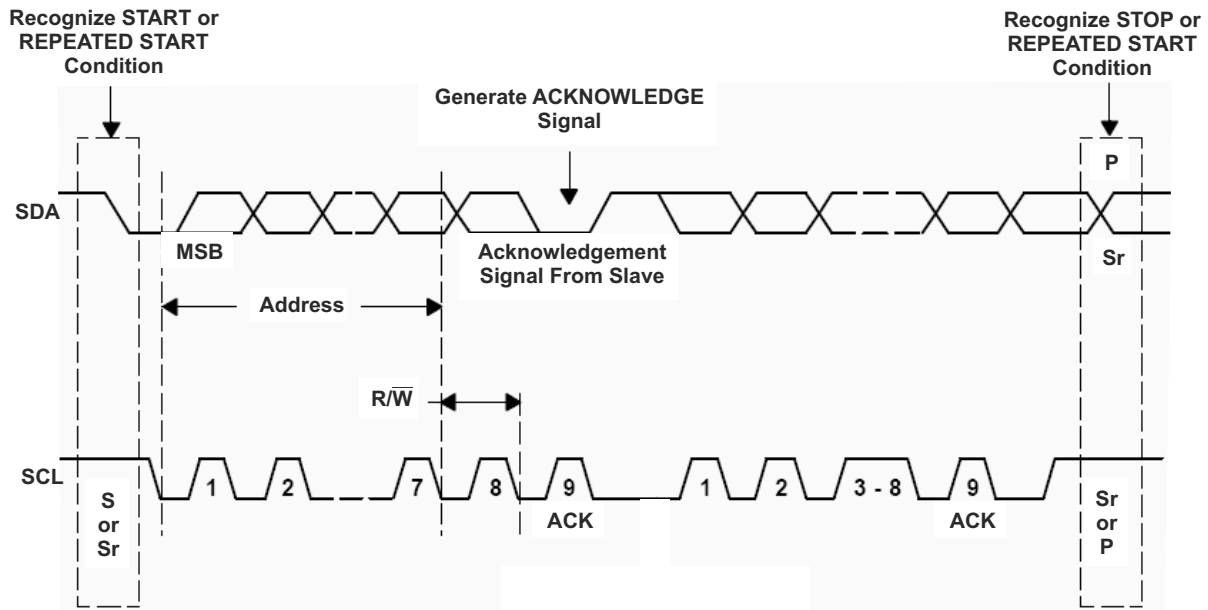 Recognize START or
REPEATED START
Condition
Recognize STOP or
REPEATED START
Condition
Generate ACKNOWLEDGE
Signal
P
SDA
MSB
Acknowledgement
Signal From Slave
Sr
Address
R/W̅
SCL
1
2
7
8
9
1
2
3 - 8
9
S
or
Sr
ACK
ACK
Sr
or
P